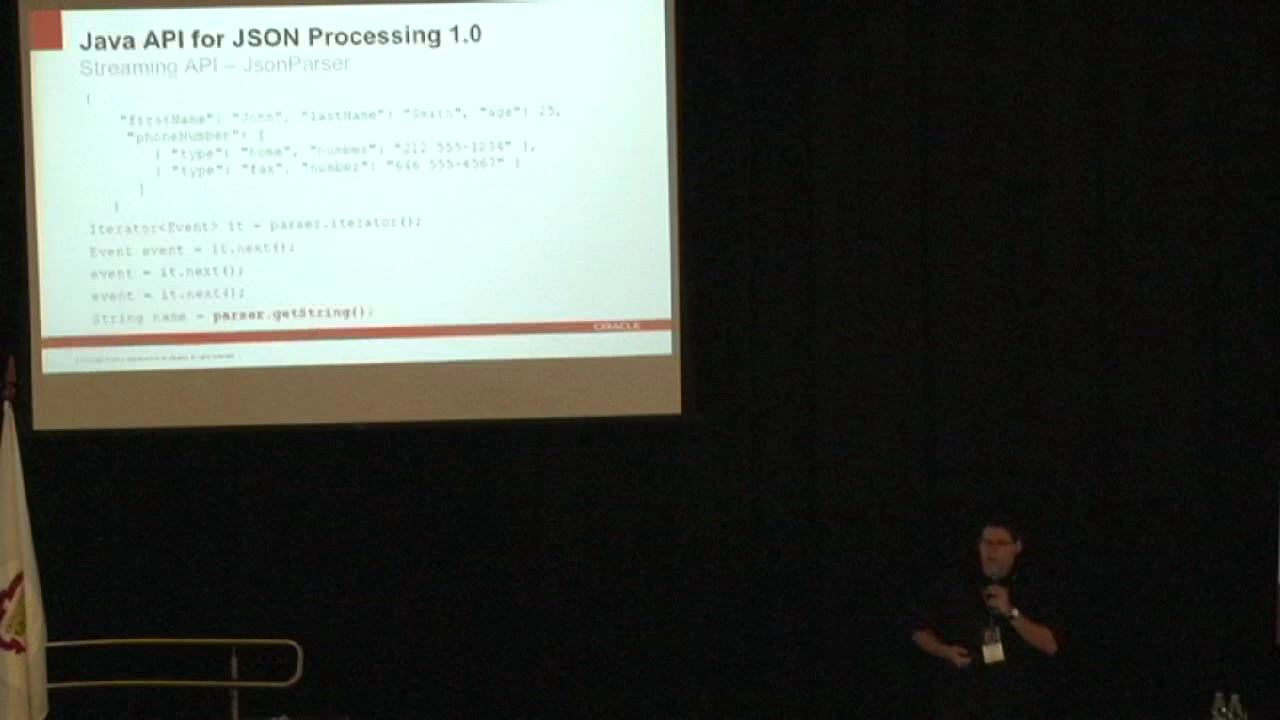 Java API for JSON Processing 1.0
Streaming API – JsonParser
{
"firstName": "John", "lastName": "Smith", "age": 25,
"phoneNumber": [
{ "type": "home", "number": "212 555-1234" },
{ "type": "fax", "number": "646 555-4567" }
]
}
Iterator<Event> it = parser.iterator();
Event event = it.next();
event = it.next();
event = it.next();
String name = parser.getString();
ORACLE